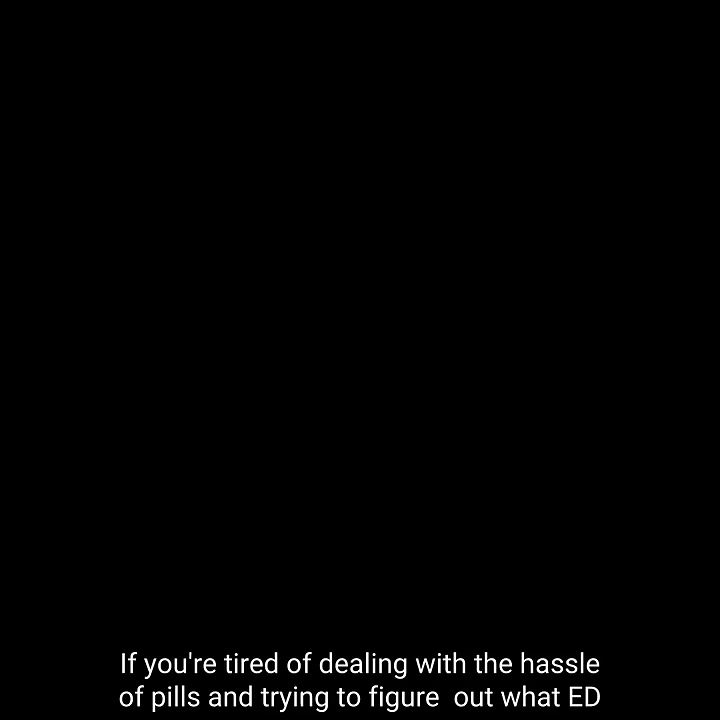 If you're tired of dealing with the hassle
of pills and trying to figure  out what ED